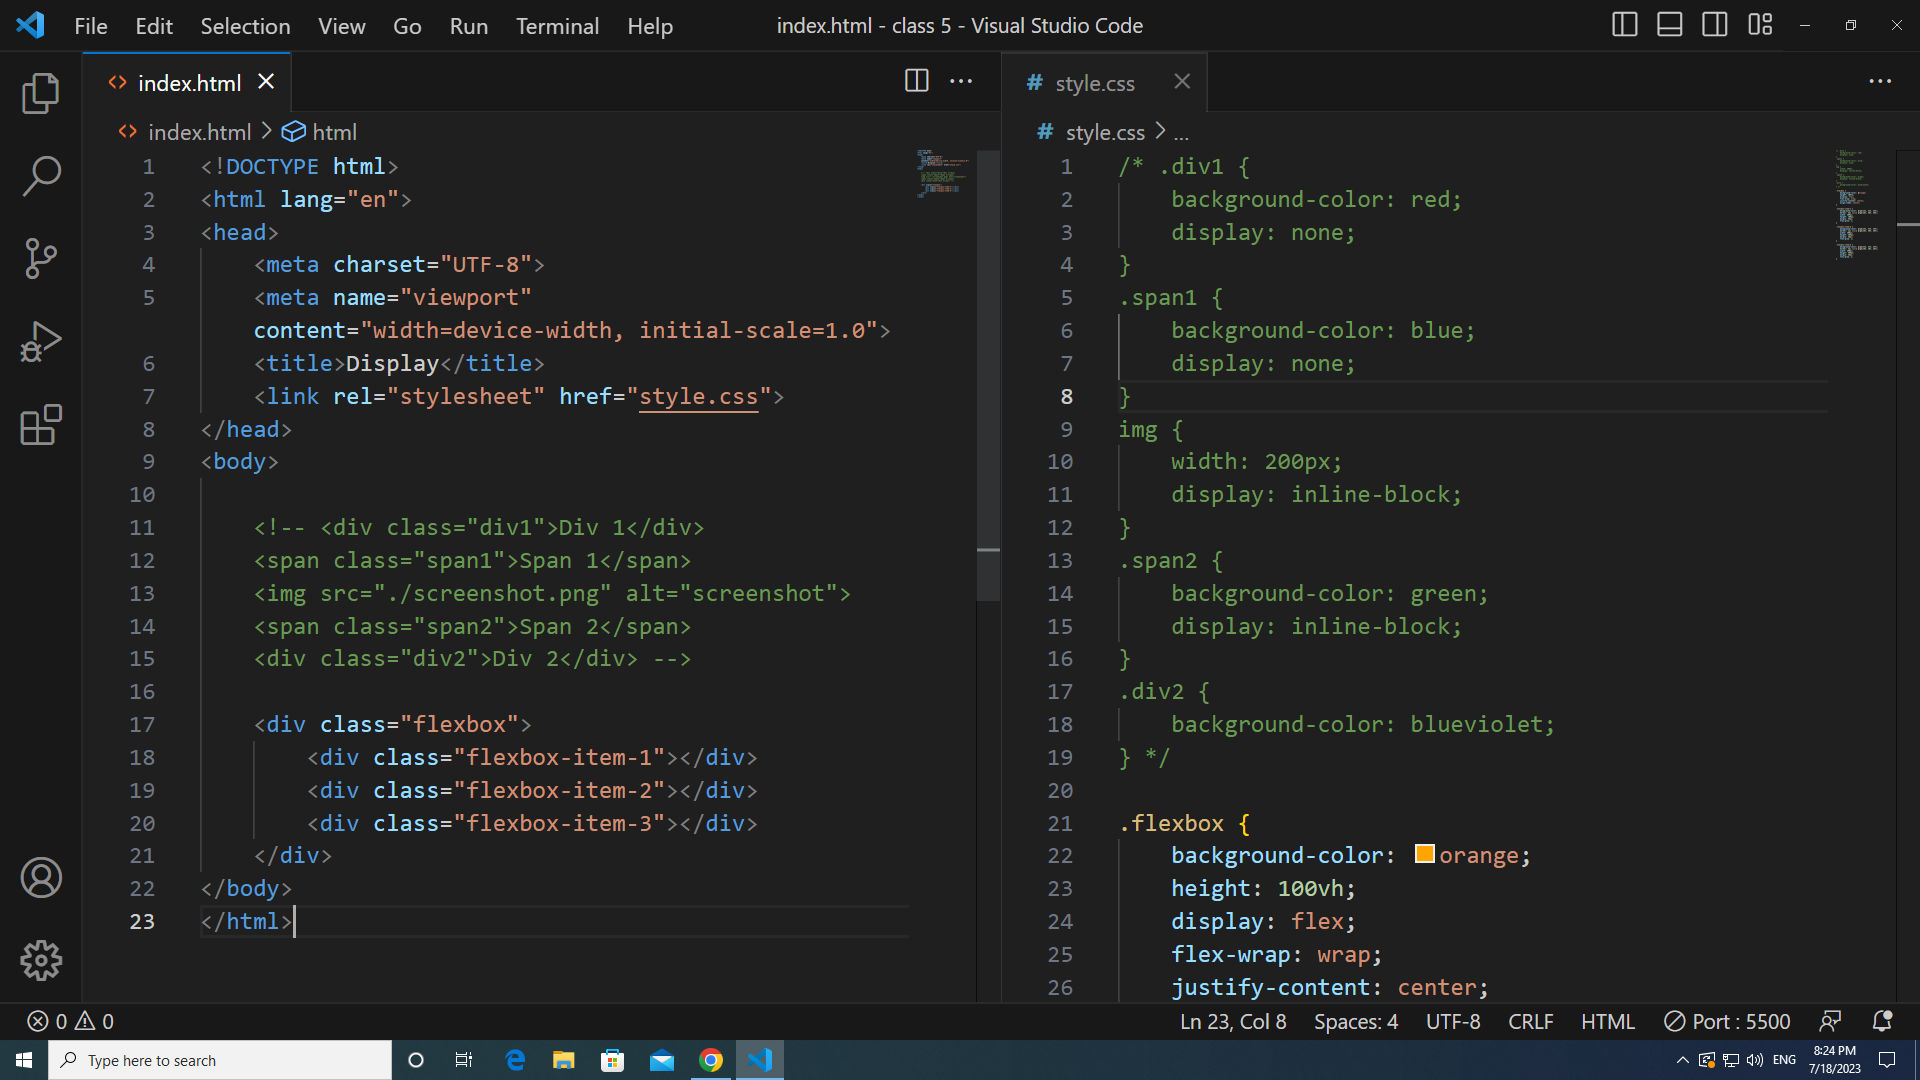 File Edit Selection View Go Run Terminal Help
index.html - class 5 - Visual Studio Code
index.html
index.html > html
1 <!DOCTYPE html>
2 <html lang="en">
3 <head>
4     <meta charset="UTF-8">
5     <meta name="viewport"
    content="width=device-width, initial-scale=1.0">
6     <title>Display</title>
7     <link rel="stylesheet" href="style.css">
8 </head>
9 <body>
10
11     <!-- <div class="div1">Div 1</div>
12     <span class="span1">Span 1</span>
13     <img src="./screenshot.png" alt="screenshot">
14     <span class="span2">Span 2</span>
15     <div class="div2">Div 2</div> -->
16
17     <div class="flexbox">
18         <div class="flexbox-item-1"></div>
19         <div class="flexbox-item-2"></div>
20         <div class="flexbox-item-3"></div>
21     </div>
22 </body>
23 </html>
# style.css
# style.css > ...
1 /* .div1 {
2     background-color: red;
3     display: none;
4 }
5 .span1 {
6     background-color: blue;
7     display: none;
8 }
9 img {
10     width: 200px;
11     display: inline-block;
12 }
13 .span2 {
14     background-color: green;
15     display: inline-block;
16 }
17 .div2 {
18     background-color: blueviolet;
19 } */
20
21 .flexbox {
22     background-color: orange;
23     height: 100vh;
24     display: flex;
25     flex-wrap: wrap;
26     justify-content: center;
0 0
Ln 23, Col 8 Spaces: 4 UTF-8 CRLF HTML Port : 5500
Type here to search
ENG
8:24 PM
7/18/2023